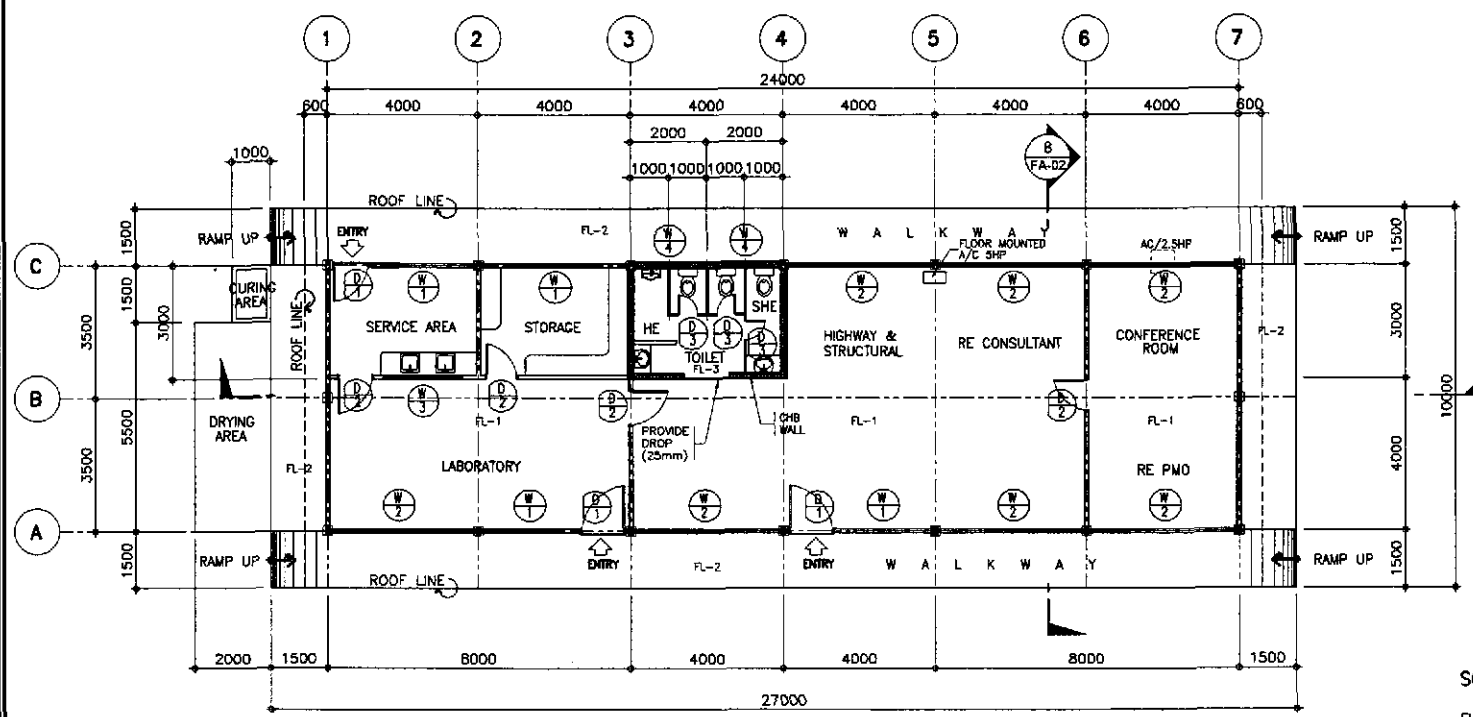 1 2 3 4 5 6 7
24000
600 4000 4000 4000 4000 4000 4000 600
2000 2000
1000
1000 1000 1000 1000
B
FA-02
ROOF LINE
1500
RAMP UP
ENTRY
FL-2
W
4
W
4
W A L K W A Y
FLOOR MOUNTED
A/C 5HP
AC/2.5HP
RAMP UP
1500
C
CURING
AREA
D
1
W
1
W
1
SHE
W
2
W
2
W
2
1500
3500
3000
ROOF LINE
SERVICE AREA
STORAGE
HE
D
3
D
3
D
3
TOILET
FL-3
HIGHWAY &
STRUCTURAL
RE CONSULTANT
CONFERENCE
ROOM
FL-2
3000
10000
B
D
2
W
3
D
2
D
2
D
2
DRYING
AREA
FL-1
PROVIDE
DROP
(25mm)
CHB
WALL
FL-1
FL-1
5500
3500
FL-2
LABORATORY
RE PMO
4000
W
2
W
1
D
1
W
2
D
1
W
1
W
2
W
2
A
1500
RAMP UP
ENTRY
FL-2
ENTRY
W A L K W A Y
RAMP UP
1500
ROOF LINE
2000 1500 8000 4000 4000 8000 1500
27000